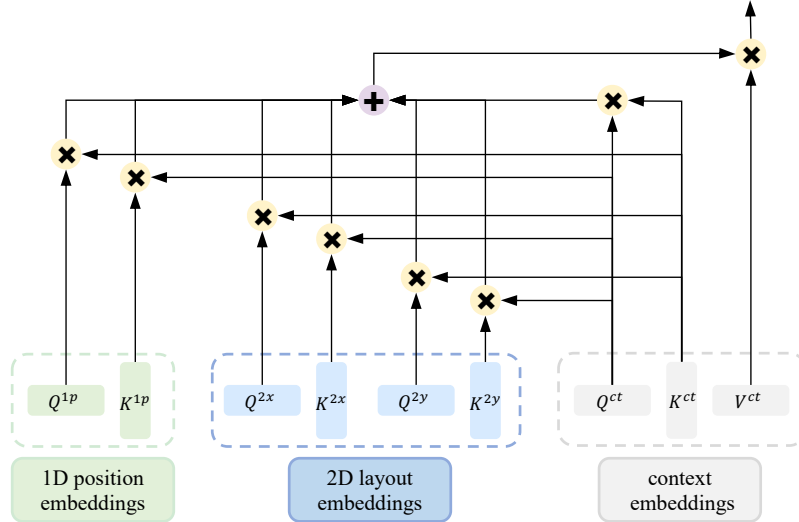 Q^{1p} K^{1p} Q^{2x} K^{2x} Q^{2y} K^{2y} Q^{ct} K^{ct} V^{ct}
1D position
embeddings
2D layout
embeddings
context
embeddings